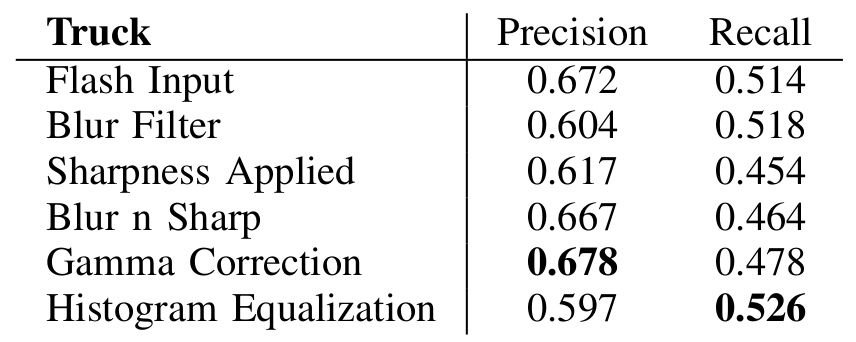 Truck Precision Recall
Flash Input 0.672 0.514
Blur Filter 0.604 0.518
Sharpness Applied 0.617 0.454
Blur n Sharp 0.667 0.464
Gamma Correction 0.678 0.478
Histogram Equalization 0.597 0.526